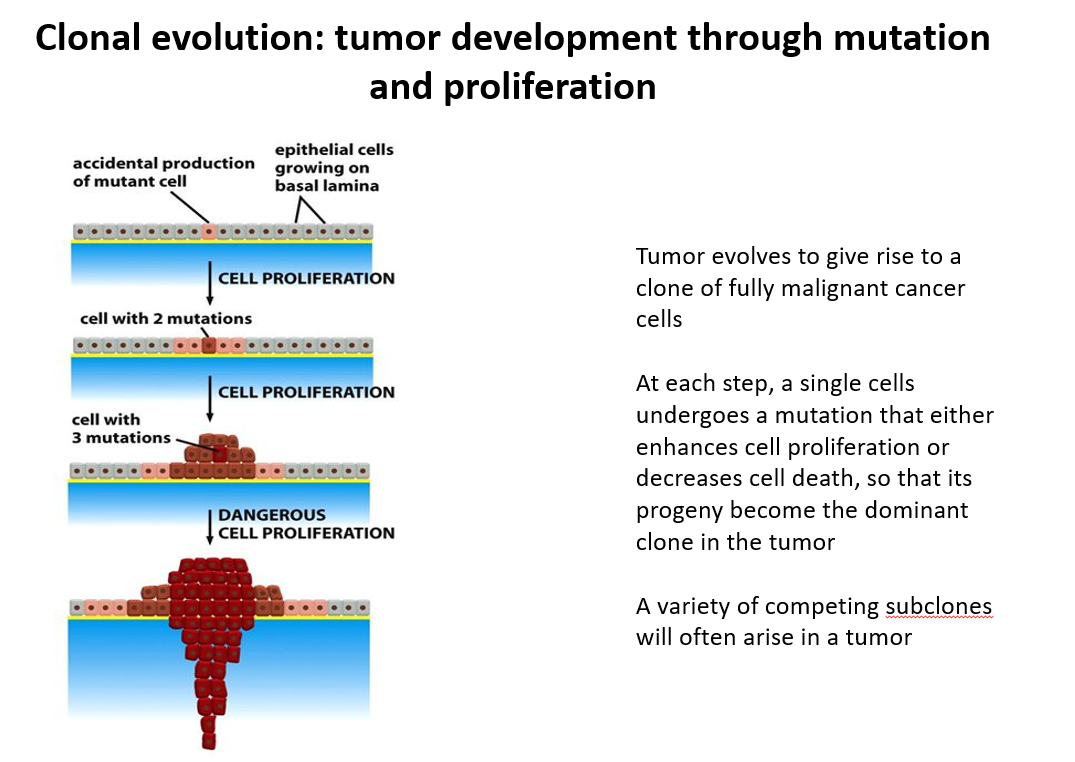 Clonal evolution: tumor development through mutation
and proliferation
accidental production
of mutant cell
epithelial cells
growing on
basal lamina
CELL PROLIFERATION
cell with 2 mutations
CELL PROLIFERATION
cell with
3 mutations
DANGEROUS
CELL PROLIFERATION
Tumor evolves to give rise to a
clone of fully malignant cancer
cells
At each step, a single cells
undergoes a mutation that either
enhances cell proliferation or
decreases cell death, so that its
progeny become the dominant
clone in the tumor
A variety of competing subclones
will often arise in a tumor